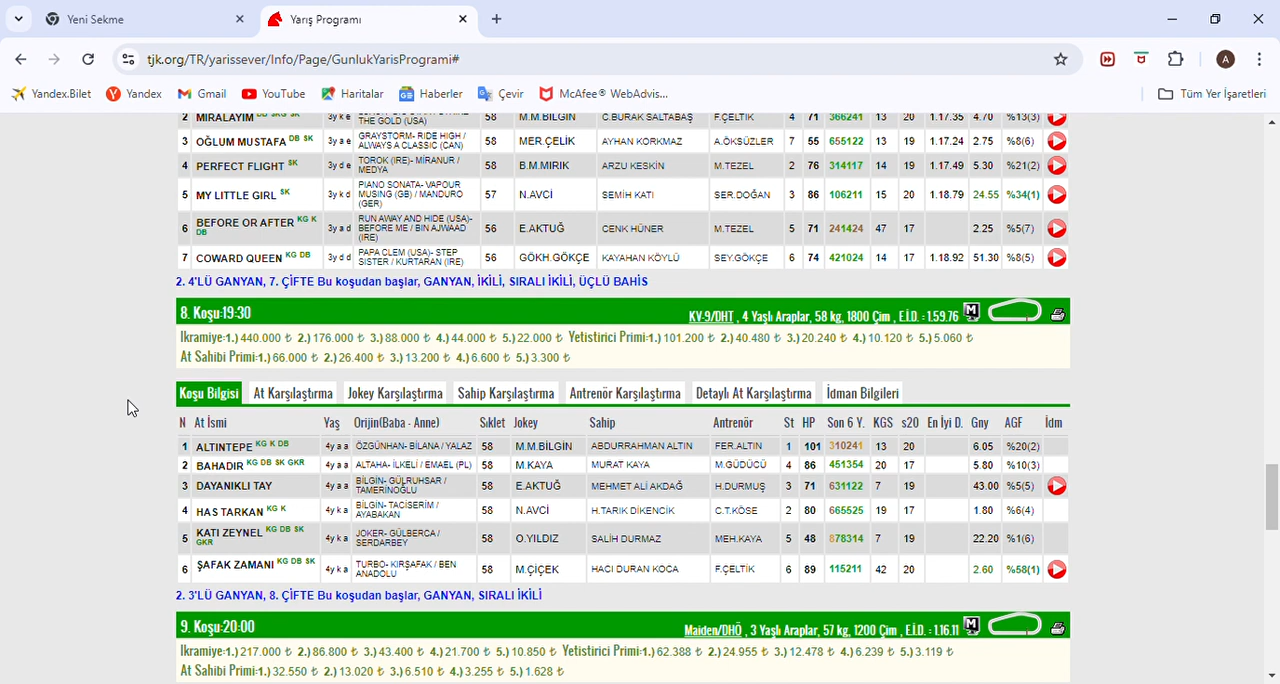 Yeni Sekme
Yarış Programı
tjk.org/TR/yarissever/Info/Page/GunlukYarisProgrami#
A
Yandex.Bilet Yandex Gmail YouTube Haritalar Haberler Çevir McAfee® WebAdvis... Tüm Yer İşaretleri
2 MIRALAYIM DB SKG SK 3y k e THE GOLD (USA) 58 M.M.BİLGİN C.BURAK SALTABAŞ F.ÇELTİK 4 71 366241 13 20 1.17.35 4.70 %13(3)
3 OĞLUM MUSTAFA DB SK 3y a e GRAYSTORM- RIDE HIGH / ALWAYS A CLASSIC (CAN) 58 MER.ÇELİK AYHAN KORKMAZ A.ÖKSÜZLER 7 55 655122 13 19 1.17.24 2.75 %8(6)
4 PERFECT FLIGHT SK 3y d e TOROK (IRE)- MİRANUR / MEDYA 58 B.M.MIRIK ARZU KESKİN M.TEZEL 2 76 314117 14 19 1.17.49 5.30 %21(2)
5 MY LITTLE GIRL SK 3y k d PIANO SONATA- VAPOUR MUSING (GB) / MANDURO (GER) 57 N.AVCİ SEMİH KATI SER.DOĞAN 3 86 106211 15 20 1.18.79 24.55 %34(1)
6 BEFORE OR AFTER KG K DB 3y a d RUN AWAY AND HIDE (USA)- BEFORE ME / BIN AJWAAD (IRE) 56 E.AKTUĞ CENK HÜNER M.TEZEL 5 71 241424 47 17 2.25 %5(7)
7 COWARD QUEEN KG DB 3y d d PAPA CLEM (USA)- STEP SISTER / KURTARAN (IRE) 56 GÖKH.GÖKÇE KAYAHAN KÖYLÜ SEY.GÖKÇE 6 74 421024 14 17 1.18.92 51.30 %8(5)
2. 4'LÜ GANYAN, 7. ÇİFTE Bu koşudan başlar, GANYAN, İKİLİ, SIRALI İKİLİ, ÜÇLÜ BAHİS
8. Koşu:19:30 KV-9/DHT , 4 Yaşlı Araplar, 58 kg, 1800 Çim , E.İ.D. : 1.59.76 M
İkramiye:1.) 440.000 ₺ 2.) 176.000 ₺ 3.) 88.000 ₺ 4.) 44.000 ₺ 5.) 22.000 ₺ Yetistirici Primi:1.) 101.200 ₺ 2.) 40.480 ₺ 3.) 20.240 ₺ 4.) 10.120 ₺ 5.) 5.060 ₺
At Sahibi Primi:1.) 66.000 ₺ 2.) 26.400 ₺ 3.) 13.200 ₺ 4.) 6.600 ₺ 5.) 3.300 ₺
Koşu Bilgisi At Karşılaştırma Jokey Karşılaştırma Sahip Karşılaştırma Antrenör Karşılaştırma Detaylı At Karşılaştırma İdman Bilgileri
N At İsmi Yaş Orijin(Baba - Anne) Sıklet Jokey Sahip Antrenör St HP Son 6 Y. KGS s20 En İyi D. Gny AGF İdm
1 ALTINTEPE KG K DB 4y a a ÖZGÜNHAN- BİLANA / YALAZ 58 M.M.BİLGİN ABDURRAHMAN ALTIN FER.ALTIN 1 101 310241 13 20 6.05 %20(2)
2 BAHADIR KG DB SK GKR 4y a a ALTAHA- İLKELİ / EMAEL (PL) 58 M.KAYA MURAT KAYA M.GÜDÜCÜ 4 86 451354 20 17 5.80 %10(3)
3 DAYANIKLI TAY 4y a a BİLGİN- GÜLRUHSAR / TAMERİNOĞLU 58 E.AKTUĞ MEHMET ALİ AKDAĞ H.DURMUŞ 3 71 631122 7 19 43.00 %5(5)
4 HAS TARKAN KG K 4y k a BİLGİN- TACİSERİM / AYABAKAN 58 N.AVCİ H.TARIK DİKENCİK C.T.KÖSE 2 80 665525 19 17 1.80 %6(4)
5 KATI ZEYNEL KG DB SK GKR 4y k a JOKER- GÜLBERCA / SERDARBEY 58 O.YILDIZ SALİH DURMAZ MEH.KAYA 5 48 878314 7 19 22.20 %1(6)
6 ŞAFAK ZAMANI KG DB SK 4y k a TURBO- KIRŞAFAK / BEN ANADOLU 58 M.ÇİÇEK HACI DURAN KOCA F.ÇELTİK 6 89 115211 42 20 2.60 %58(1)
2. 3'LÜ GANYAN, 8. ÇİFTE Bu koşudan başlar, GANYAN, SIRALI İKİLİ
9. Koşu:20:00 Maiden/DHÖ , 3 Yaşlı Araplar, 57 kg, 1200 Çim , E.İ.D. : 1.16.11 M
İkramiye:1.) 217.000 ₺ 2.) 86.800 ₺ 3.) 43.400 ₺ 4.) 21.700 ₺ 5.) 10.850 ₺ Yetistirici Primi:1.) 62.388 ₺ 2.) 24.955 ₺ 3.) 12.478 ₺ 4.) 6.239 ₺ 5.) 3.119 ₺
At Sahibi Primi:1.) 32.550 ₺ 2.) 13.020 ₺ 3.) 6.510 ₺ 4.) 3.255 ₺ 5.) 1.628 ₺